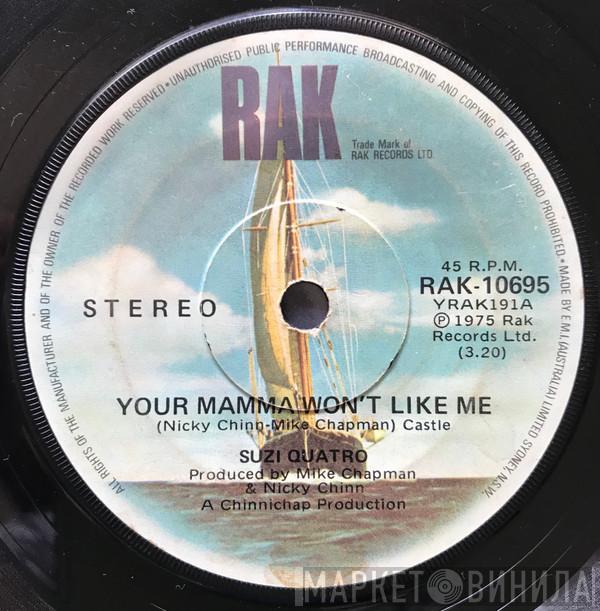 ALL RIGHTS OF THE MANUFACTURER AND OF THE OWNER OF THE RECORDED WORK RESERVED • UNAUTHORISED PUBLIC PERFORMANCE BROADCASTING AND COPYING OF THIS RECORD PROHIBITED • MADE BY E.M.I. (AUSTRALIA) LIMITED SYDNEY, N.S.W.
RAK
Trade Mark of
RAK RECORDS LTD.
STEREO
45 R.P.M.
RAK-10695
YRAK191A
Ⓟ 1975 Rak
Records Ltd.
(3.20)
YOUR MAMMA WON'T LIKE ME
(Nicky Chinn-Mike Chapman) Castle
SUZI QUATRO
Produced by Mike Chapman
& Nicky Chinn
A Chinnichap Production
МАРКЕТ ВИНИЛА